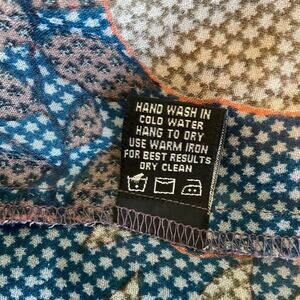 HAND WASH IN
COLD WATER
HANG TO DRY
USE WARM IRON
FOR BEST RESULTS
DRY CLEAN